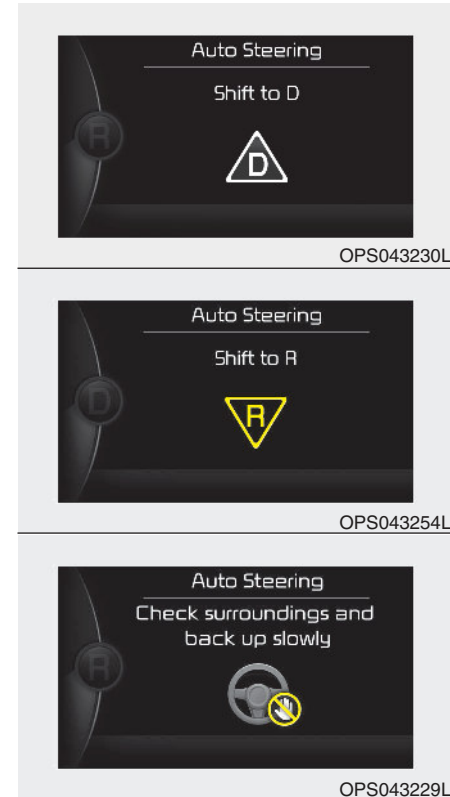 Auto Steering
Shift to D
R
D
OPS043230L
Auto Steering
Shift to R
D
R
OPS043254L
Auto Steering
Check surroundings and
back up slowly
R
OPS043229L